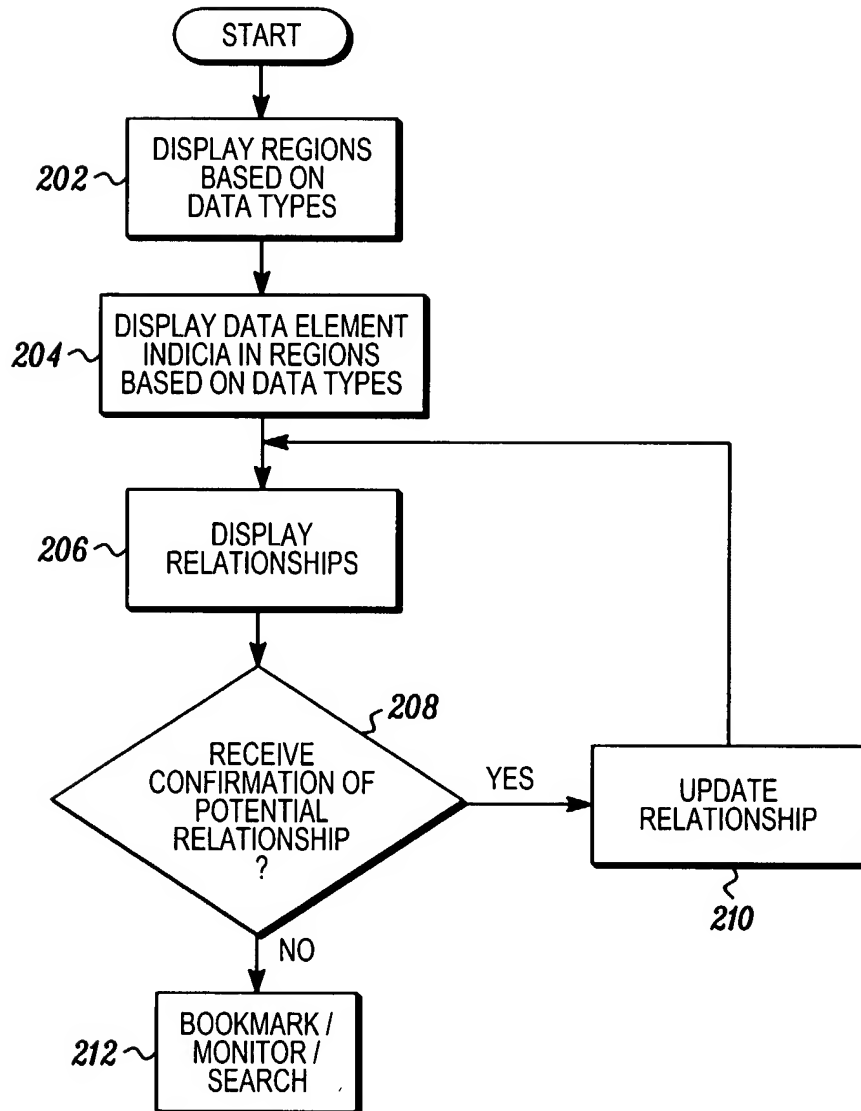 START
202
DISPLAY REGIONS
BASED ON
DATA TYPES
204
DISPLAY DATA ELEMENT
INDICIA IN REGIONS
BASED ON DATA TYPES
206
DISPLAY
RELATIONSHIPS
208
RECEIVE
CONFIRMATION OF
POTENTIAL
RELATIONSHIP
?
YES
UPDATE
RELATIONSHIP
210
NO
212
BOOKMARK /
MONITOR /
SEARCH